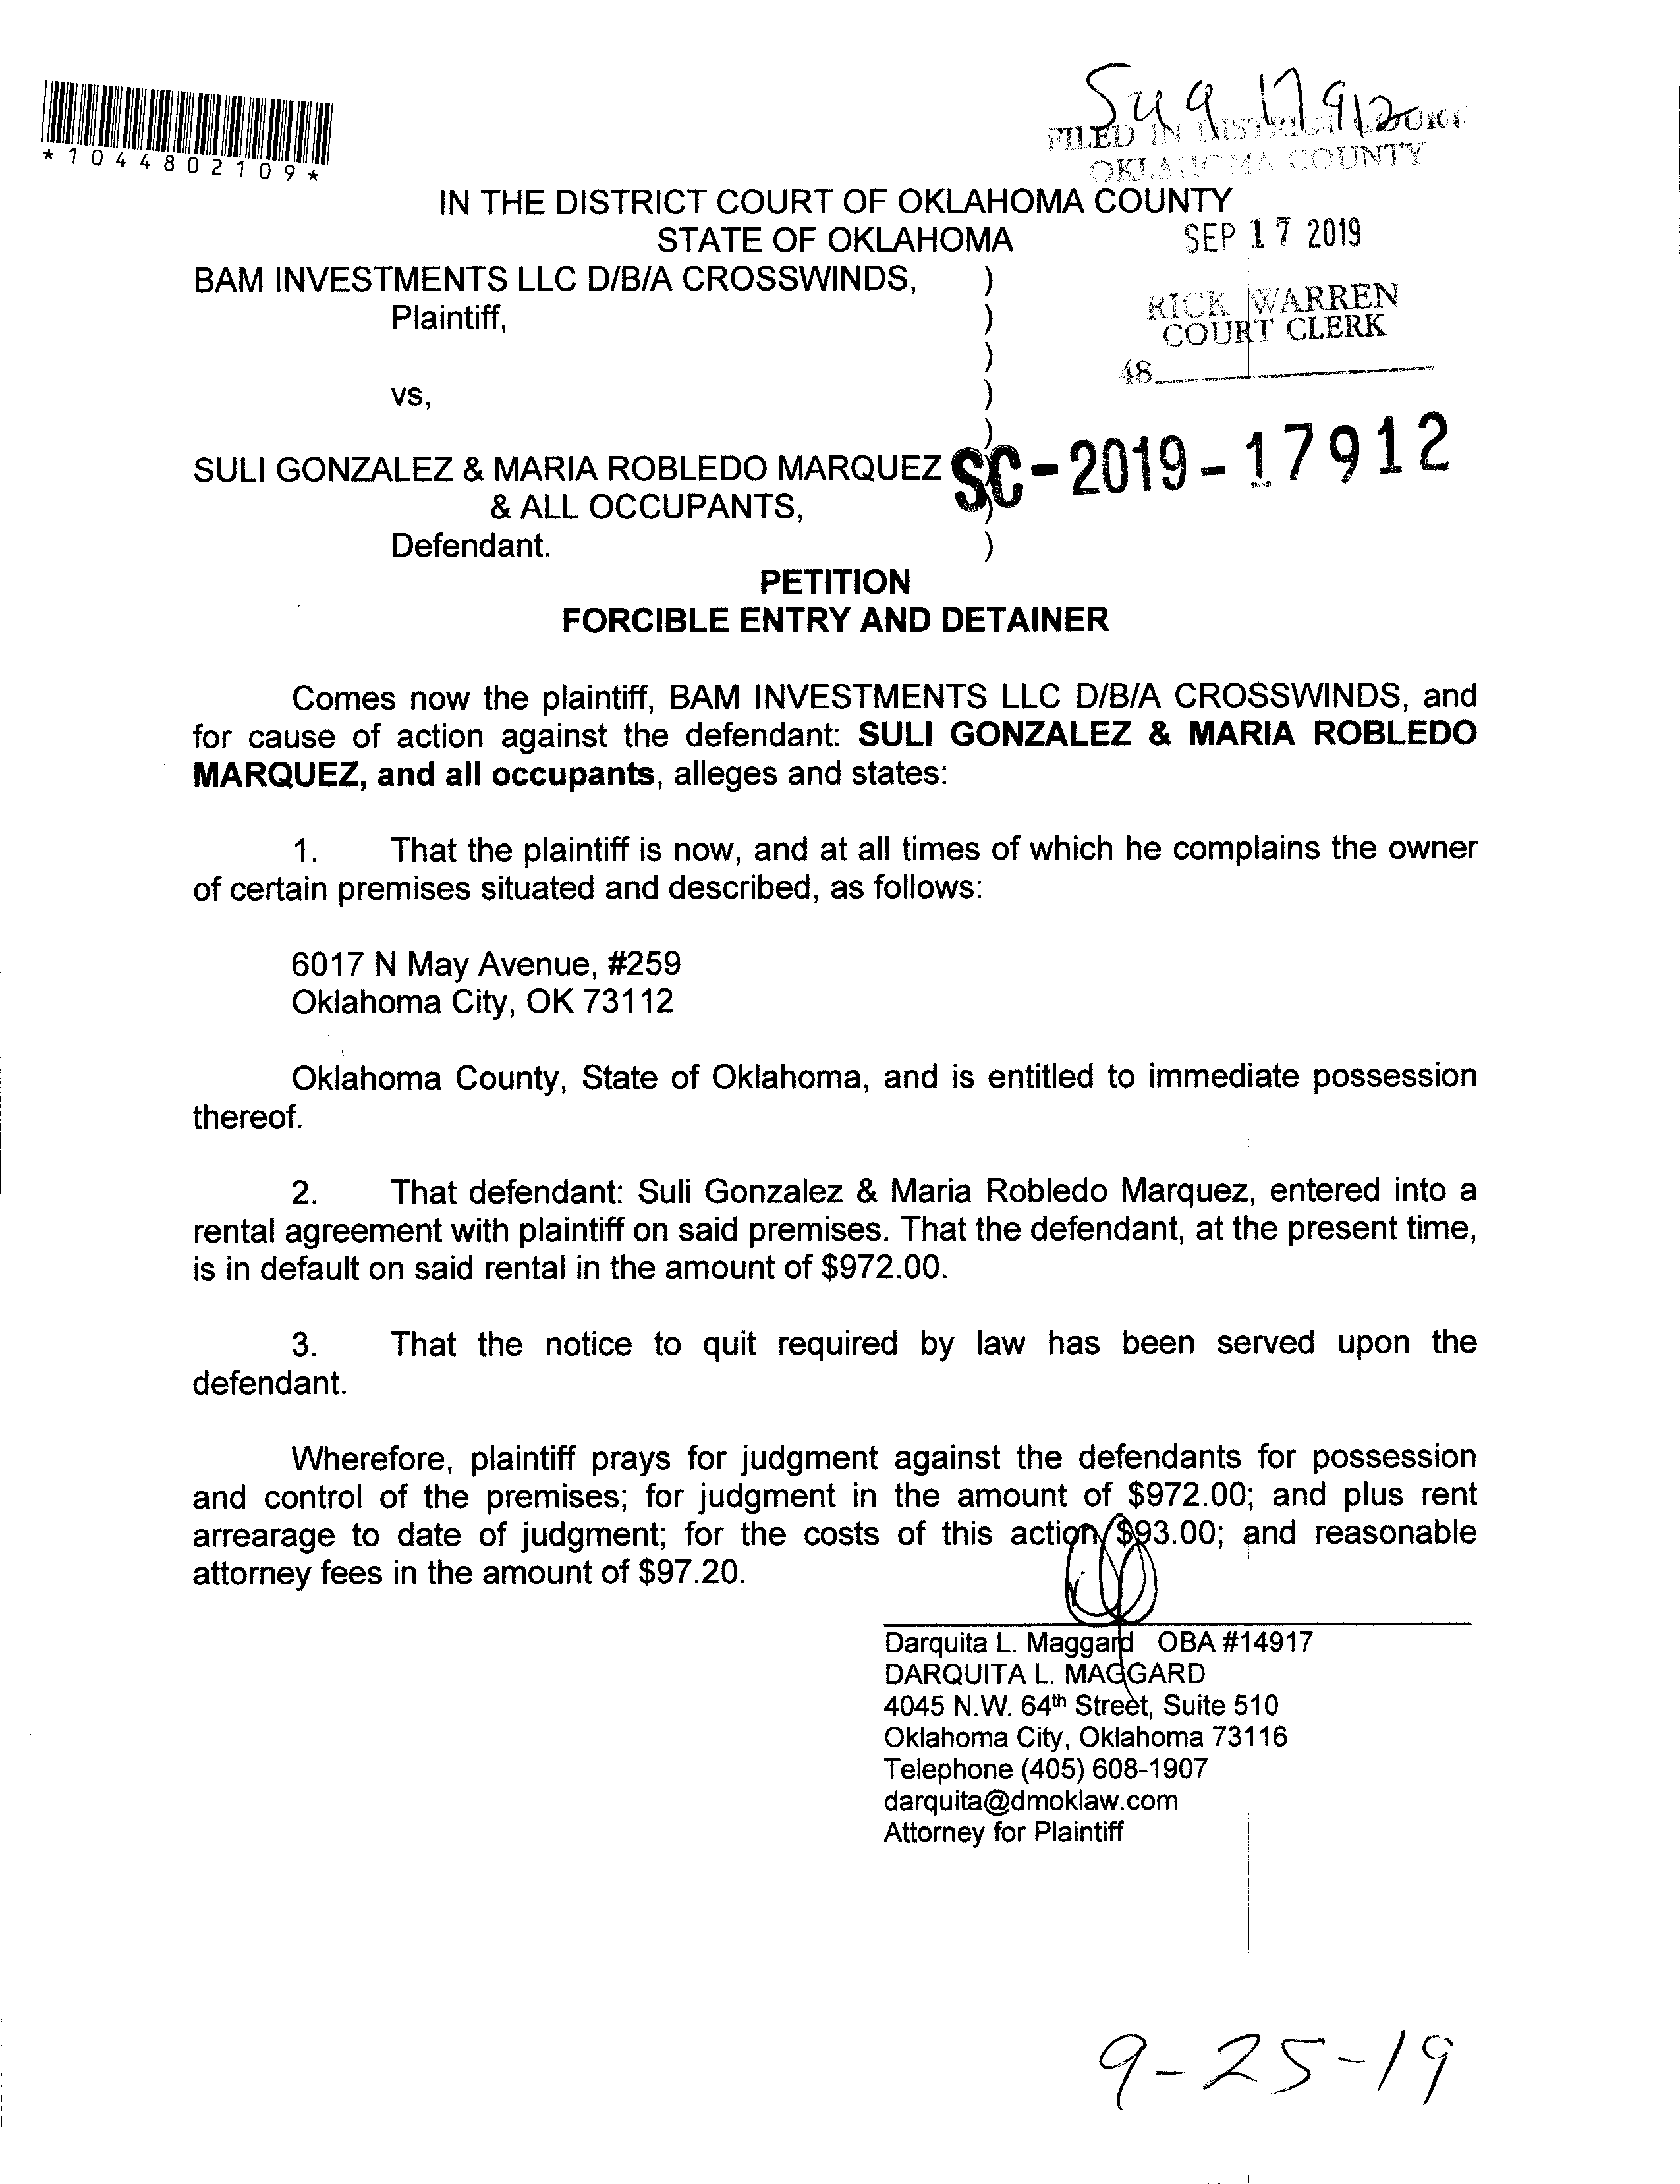 *1044802109*
FILED IN DISTRICT COURT
OKLAHOMA COUNTY
IN THE DISTRICT COURT OF OKLAHOMA COUNTY
STATE OF OKLAHOMA
SEP 17 2019
BAM INVESTMENTS LLC D/B/A CROSSWINDS, )
Plaintiff, )
RICK WARREN
COURT CLERK
)
48
vs, )
)
SULI GONZALEZ & MARIA ROBLEDO MARQUEZ SC-2019-17912
& ALL OCCUPANTS, )
Defendant. )
PETITION
FORCIBLE ENTRY AND DETAINER
Comes now the plaintiff, BAM INVESTMENTS LLC D/B/A CROSSWINDS, and
for cause of action against the defendant: SULI GONZALEZ & MARIA ROBLEDO
MARQUEZ, and all occupants, alleges and states:
1. That the plaintiff is now, and at all times of which he complains the owner
of certain premises situated and described, as follows:
6017 N May Avenue, #259
Oklahoma City, OK 73112
Oklahoma County, State of Oklahoma, and is entitled to immediate possession
thereof.
2. That defendant: Suli Gonzalez & Maria Robledo Marquez, entered into a
rental agreement with plaintiff on said premises. That the defendant, at the present time,
is in default on said rental in the amount of $972.00.
3. That the notice to quit required by law has been served upon the
defendant.
Wherefore, plaintiff prays for judgment against the defendants for possession
and control of the premises; for judgment in the amount of $972.00; and plus rent
arrearage to date of judgment; for the costs of this action $93.00; and reasonable
attorney fees in the amount of $97.20.
Darquita L. Maggard OBA #14917
DARQUITA L. MAGGARD
4045 N.W. 64th Street, Suite 510
Oklahoma City, Oklahoma 73116
Telephone (405) 608-1907
darquita@dmoklaw.com
Attorney for Plaintiff
9-25-19